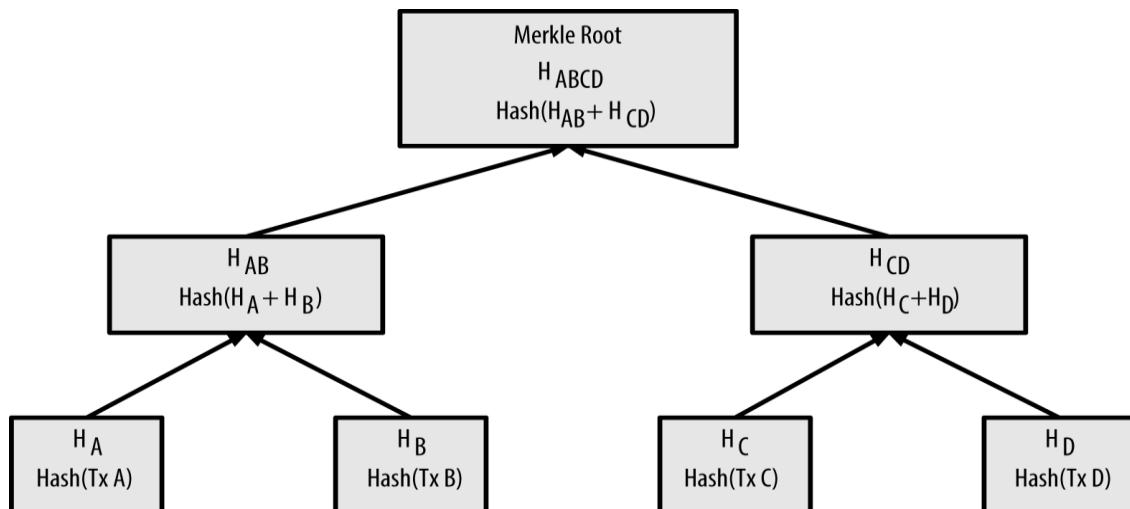 Merkle Root
H ABCD
Hash(H AB + H CD)
H AB
Hash(H A + H B)
H CD
Hash(H C+H D)
H A
Hash(Tx A)
H B
Hash(Tx B)
H C
Hash(Tx C)
H D
Hash(Tx D)